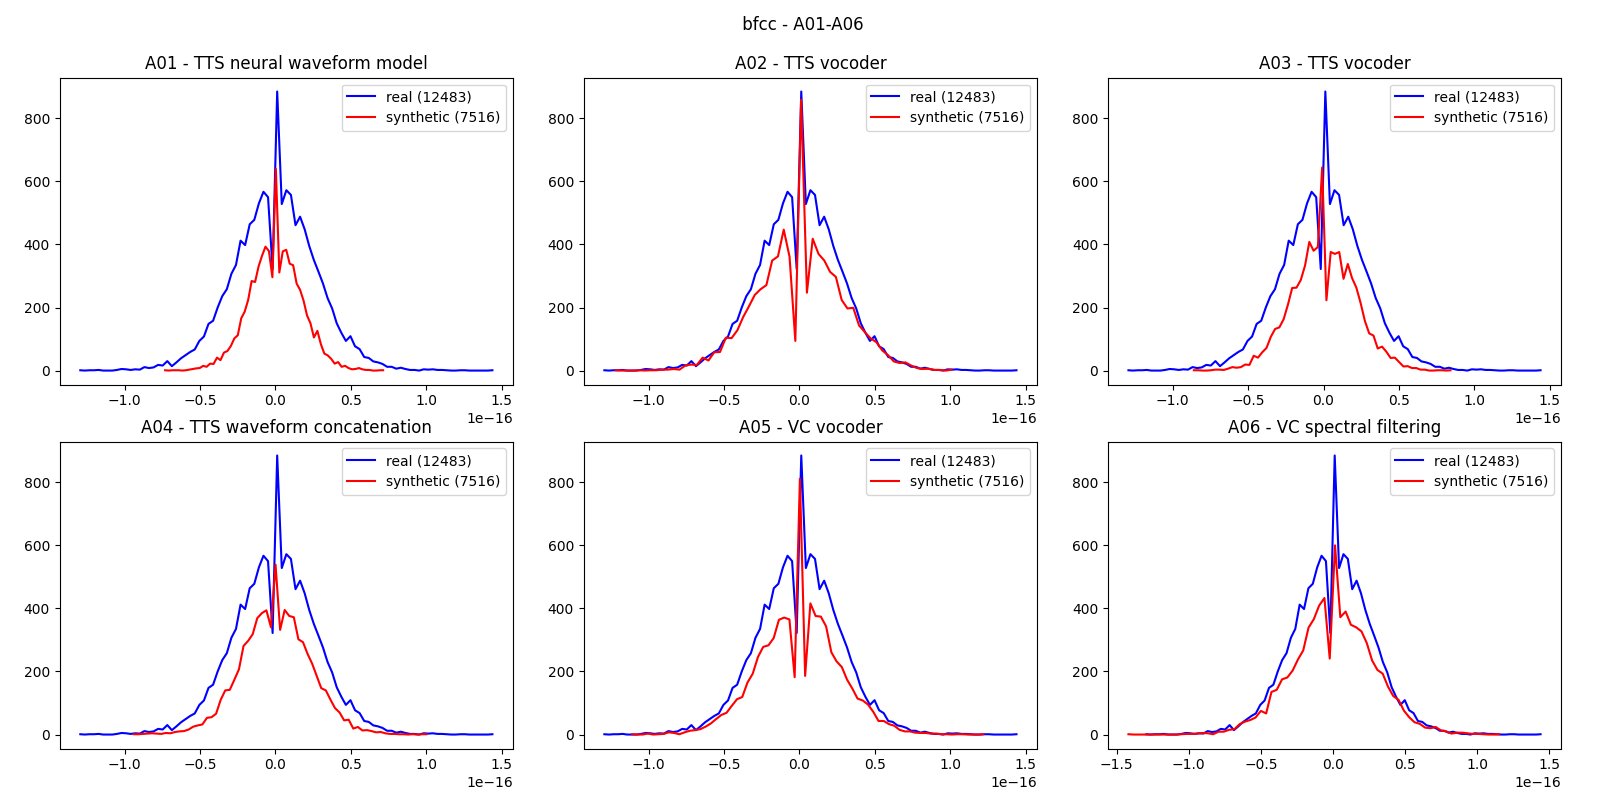 bfcc - A01-A06
A01 - TTS neural waveform model
real (12483)
synthetic (7516)
800
600
400
200
0
−1.0 −0.5 0.0 0.5 1.0 1.5
1e−16
A02 - TTS vocoder
real (12483)
synthetic (7516)
800
600
400
200
0
−1.0 −0.5 0.0 0.5 1.0 1.5
1e−16
A03 - TTS vocoder
real (12483)
synthetic (7516)
800
600
400
200
0
−1.0 −0.5 0.0 0.5 1.0 1.5
1e−16
A04 - TTS waveform concatenation
real (12483)
synthetic (7516)
800
600
400
200
0
−1.0 −0.5 0.0 0.5 1.0 1.5
1e−16
A05 - VC vocoder
real (12483)
synthetic (7516)
800
600
400
200
0
−1.0 −0.5 0.0 0.5 1.0 1.5
1e−16
A06 - VC spectral filtering
real (12483)
synthetic (7516)
800
600
400
200
0
−1.5 −1.0 −0.5 0.0 0.5 1.0 1.5
1e−16